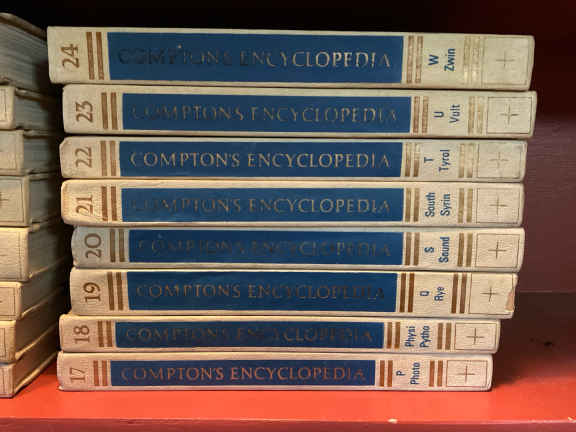 24 COMPTON'S ENCYCLOPEDIA W Zwin
23 COMPTON'S ENCYCLOPEDIA U Vult
22 COMPTON'S ENCYCLOPEDIA T Tyrol
21 COMPTON'S ENCYCLOPEDIA South Syrin
20 COMPTON'S ENCYCLOPEDIA S Sound
19 COMPTON'S ENCYCLOPEDIA Q Rye
18 COMPTON'S ENCYCLOPEDIA Physi Pytho
17 COMPTON'S ENCYCLOPEDIA P Photo